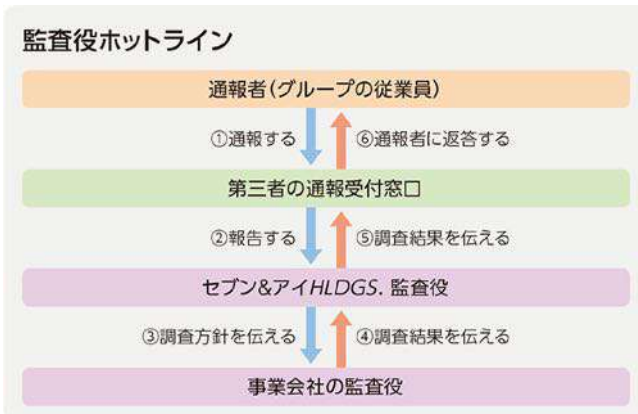 監査役ホットライン
通報者(グループの従業員)
①通報する
⑥通報者に返答する
第三者の通報受付窓口
②報告する
⑤調査結果を伝える
セブン&アイHLDGS. 監査役
③調査方針を伝える
④調査結果を伝える
事業会社の監査役